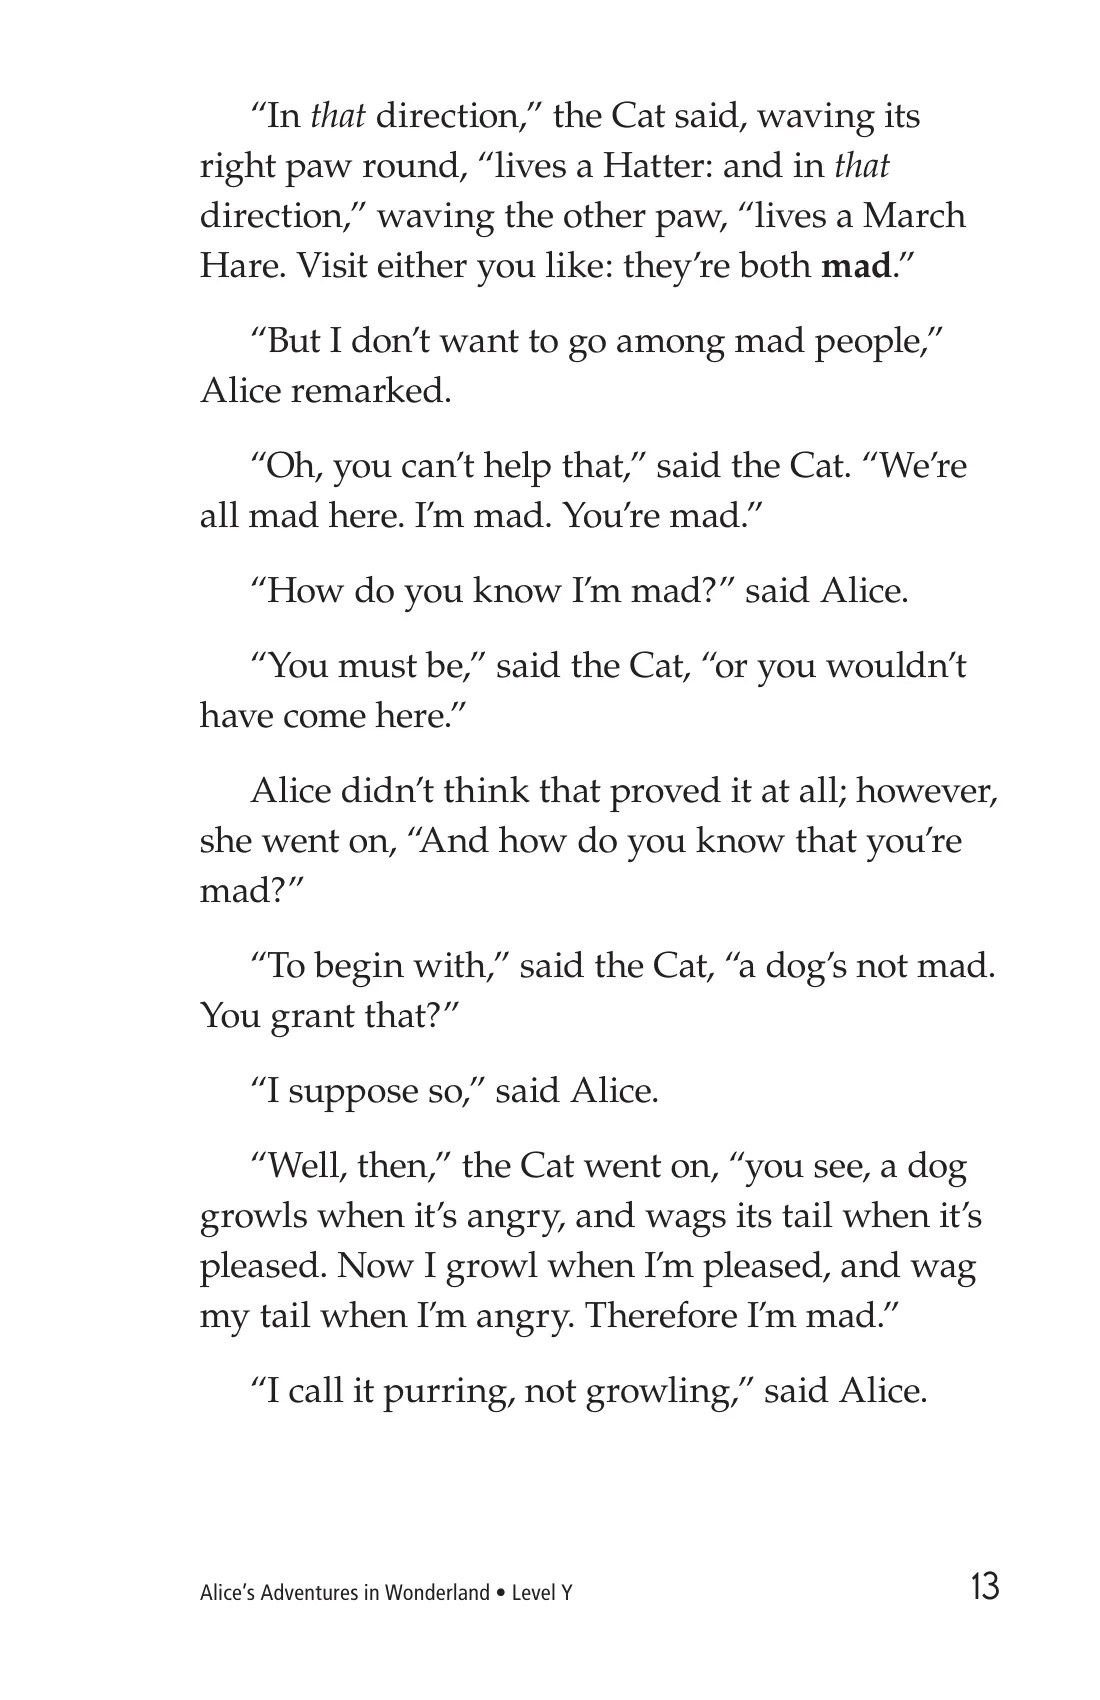 “In that direction,” the Cat said, waving its
right paw round, “lives a Hatter: and in that
direction,” waving the other paw, “lives a March
Hare. Visit either you like: they’re both mad.”
“But I don’t want to go among mad people,”
Alice remarked.
“Oh, you can’t help that,” said the Cat. “We’re
all mad here. I’m mad. You’re mad.”
“How do you know I’m mad?” said Alice.
“You must be,” said the Cat, “or you wouldn’t
have come here.”
Alice didn’t think that proved it at all; however,
she went on, “And how do you know that you’re
mad?”
“To begin with,” said the Cat, “a dog’s not mad.
You grant that?”
“I suppose so,” said Alice.
“Well, then,” the Cat went on, “you see, a dog
growls when it’s angry, and wags its tail when it’s
pleased. Now I growl when I’m pleased, and wag
my tail when I’m angry. Therefore I’m mad.”
“I call it purring, not growling,” said Alice.
Alice’s Adventures in Wonderland • Level Y
13